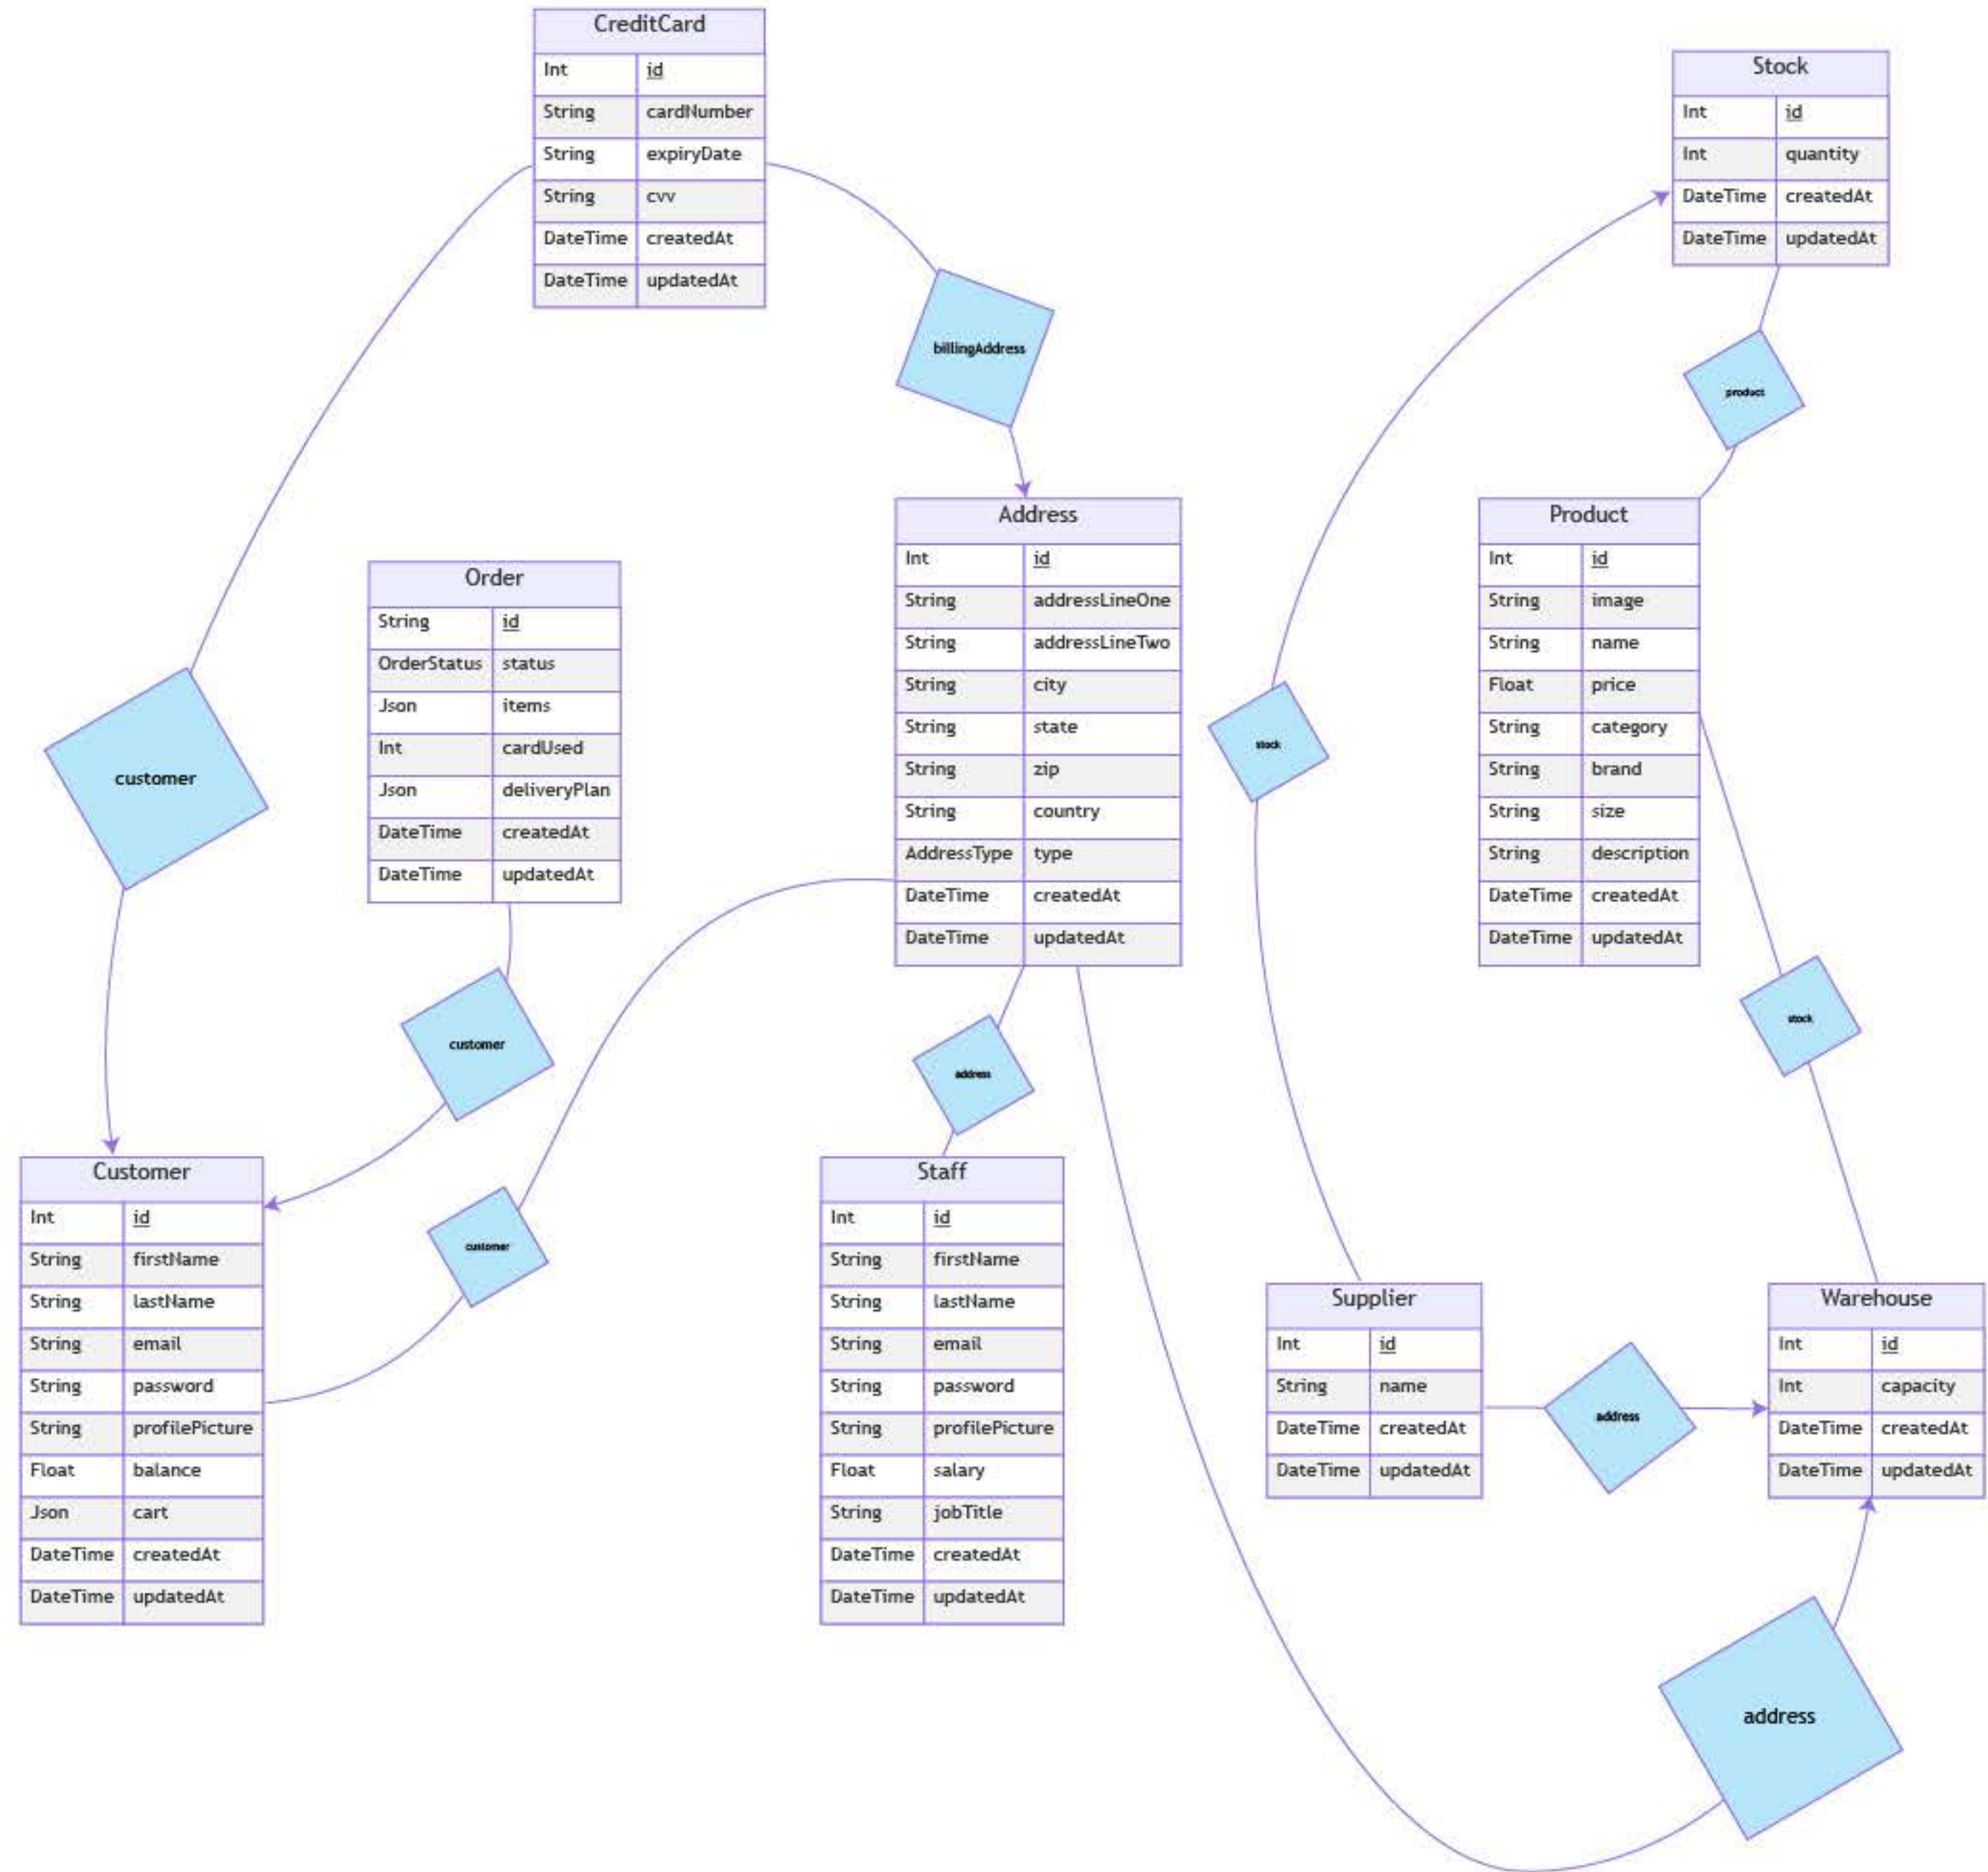 CreditCard
Int id
String cardNumber
String expiryDate
String cvv
DateTime createdAt
DateTime updatedAt
Stock
Int id
Int quantity
DateTime createdAt
DateTime updatedAt
billingAddress
product
Address
Int id
String addressLineOne
String addressLineTwo
String city
String state
String zip
String country
AddressType type
DateTime createdAt
DateTime updatedAt
Product
Int id
String image
String name
Float price
String category
String brand
String size
String description
DateTime createdAt
DateTime updatedAt
Order
String id
OrderStatus status
Json items
Int cardUsed
Json deliveryPlan
DateTime createdAt
DateTime updatedAt
customer
stock
customer
address
stock
customer
Customer
Int id
String firstName
String lastName
String email
String password
String profilePicture
Float balance
Json cart
DateTime createdAt
DateTime updatedAt
Staff
Int id
String firstName
String lastName
String email
String password
String profilePicture
Float salary
String jobTitle
DateTime createdAt
DateTime updatedAt
Supplier
Int id
String name
DateTime createdAt
DateTime updatedAt
address
Warehouse
Int id
Int capacity
DateTime createdAt
DateTime updatedAt
address